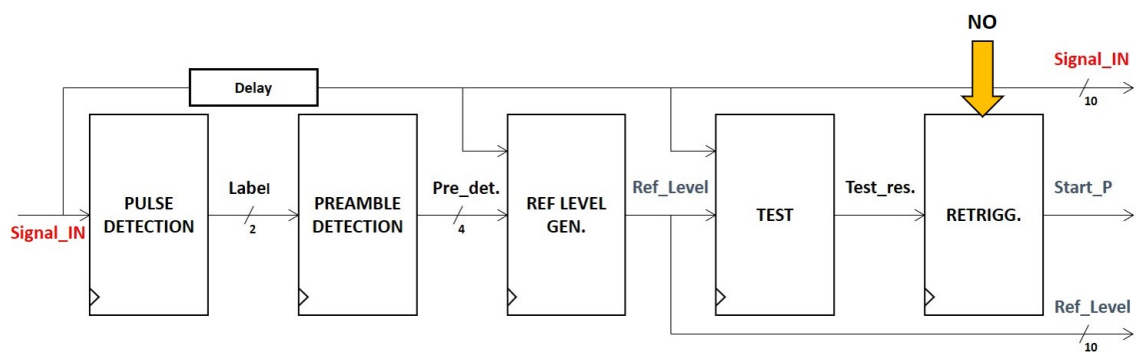 NO
Signal_IN
10
Delay
Label
2
Pre_det.
4
Ref_Level
Test_res.
Start_P
PULSE
DETECTION
PREAMBLE
DETECTION
REF LEVEL
GEN.
TEST
RETRIGG.
Signal_IN
Ref_Level
10